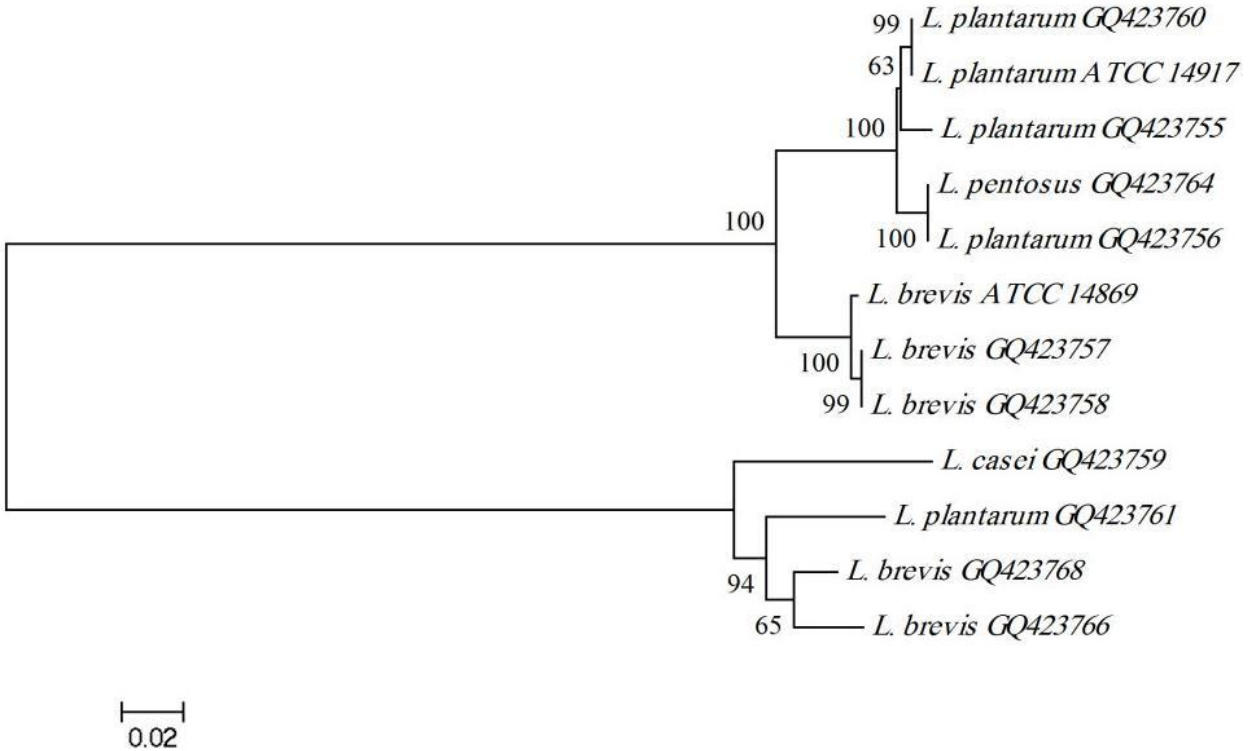 99 L. plantarum GQ423760
63 L. plantarum ATCC 14917
100 L. plantarum GQ423755
L. pentosus GQ423764
100 100 L. plantarum GQ423756
L. brevis ATCC 14869
100 L. brevis GQ423757
99 L. brevis GQ423758
L. casei GQ423759
L. plantarum GQ423761
94 L. brevis GQ423768
65 L. brevis GQ423766
0.02